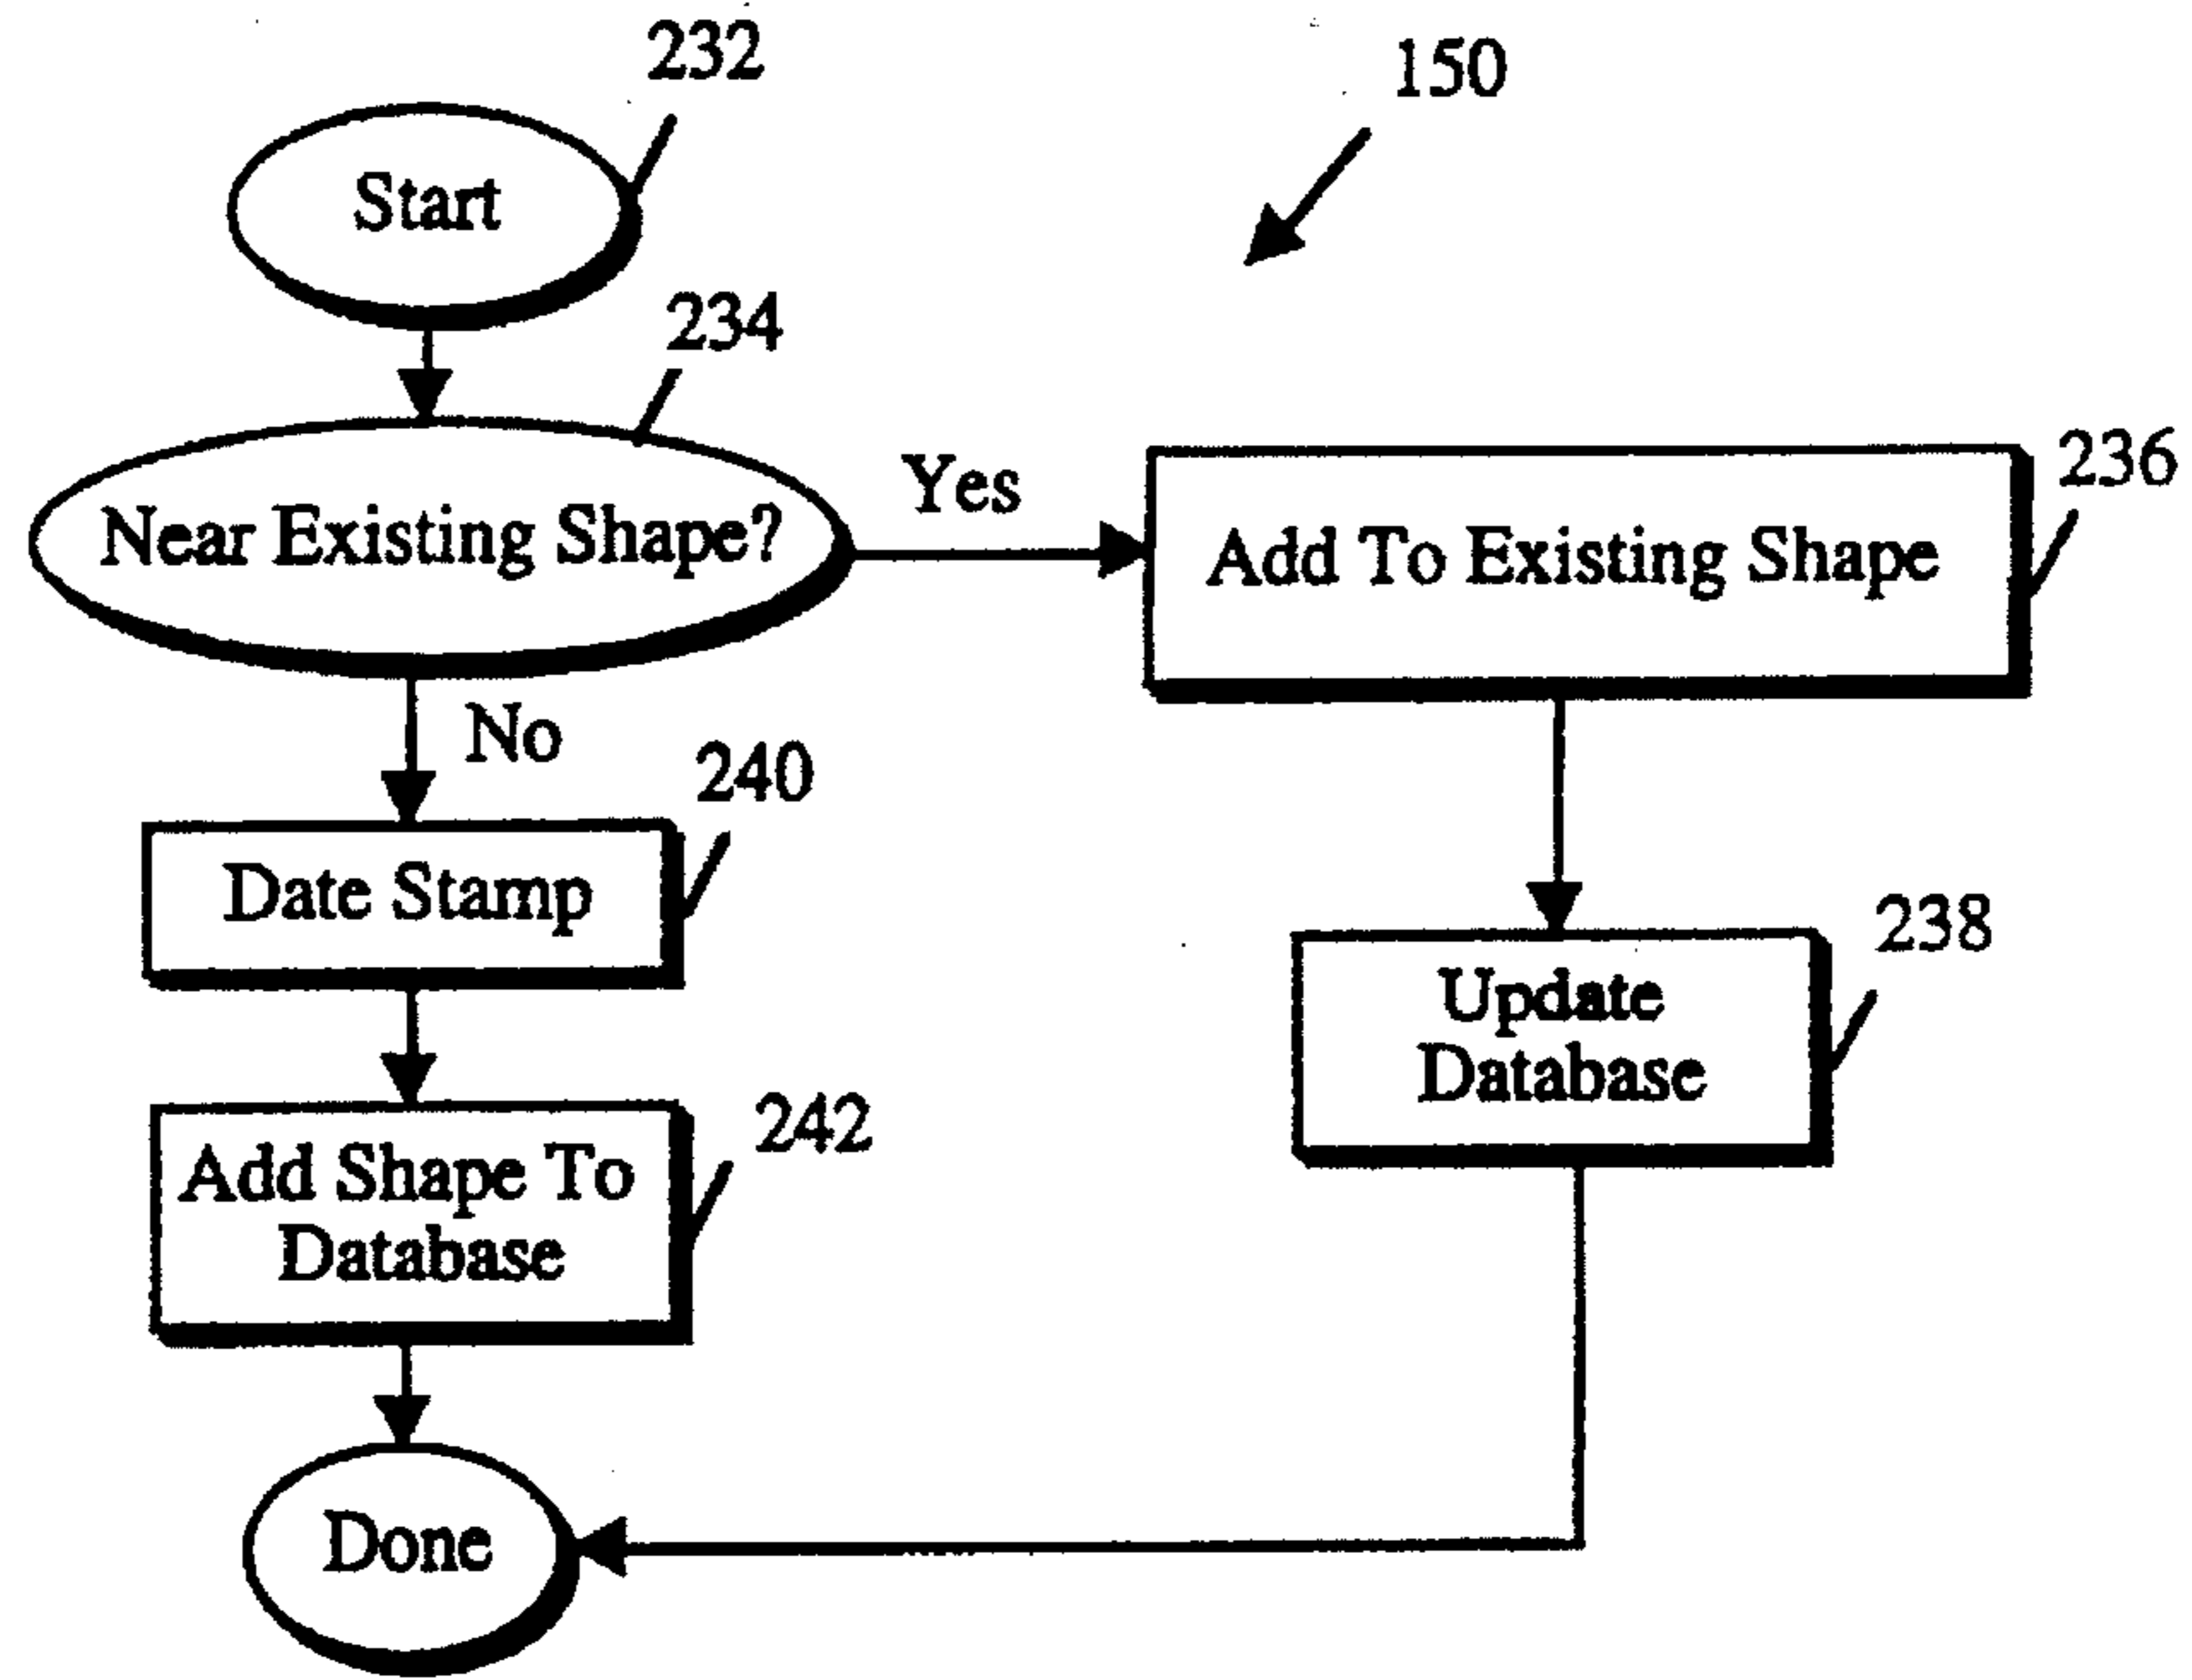 232
150
Start
234
Near Existing Shape?
Yes
236
Add To Existing Shape
No
240
Date Stamp
238
Update
Database
242
Add Shape To
Database
Done